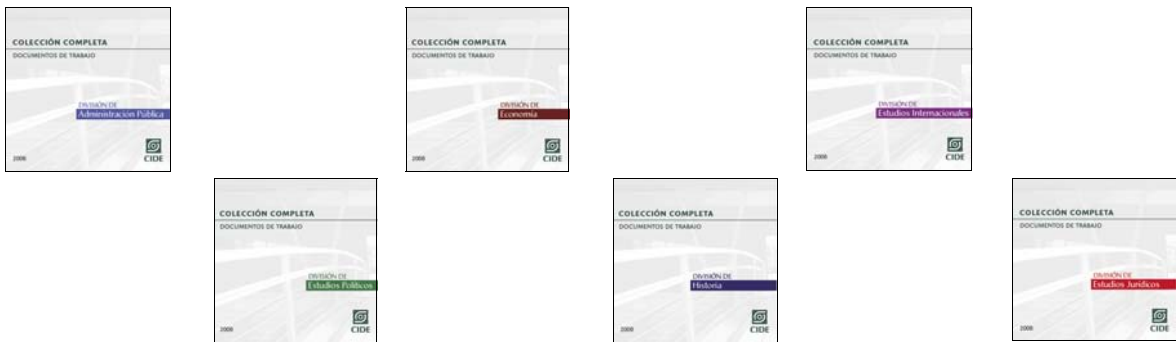 COLECCIÓN COMPLETA
DOCUMENTOS DE TRABAJO
DIVISIÓN DE
Administración Pública
2008
CIDE
COLECCIÓN COMPLETA
DOCUMENTOS DE TRABAJO
DIVISIÓN DE
Economía
2008
CIDE
COLECCIÓN COMPLETA
DOCUMENTOS DE TRABAJO
DIVISIÓN DE
Estudios Internacionales
2008
CIDE
COLECCIÓN COMPLETA
DOCUMENTOS DE TRABAJO
DIVISIÓN DE
Estudios Políticos
2008
CIDE
COLECCIÓN COMPLETA
DOCUMENTOS DE TRABAJO
DIVISIÓN DE
Historia
2008
CIDE
COLECCIÓN COMPLETA
DOCUMENTOS DE TRABAJO
DIVISIÓN DE
Estudios Jurídicos
2008
CIDE